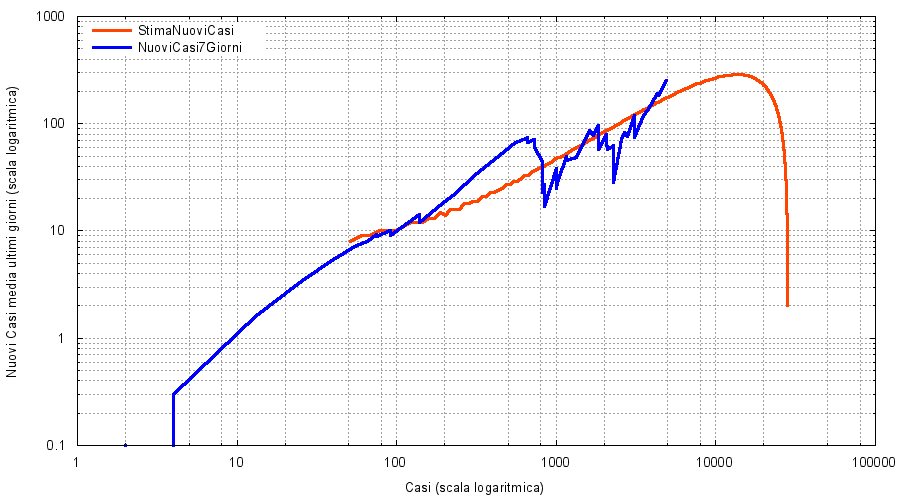 1000
StimaNuoviCasi
NuoviCasi7Giorni
100
10
1
0.1
Nuovi Casi media ultimi giorni (scala logaritmica)
1 10 100 1000 10000 100000
Casi (scala logaritmica)